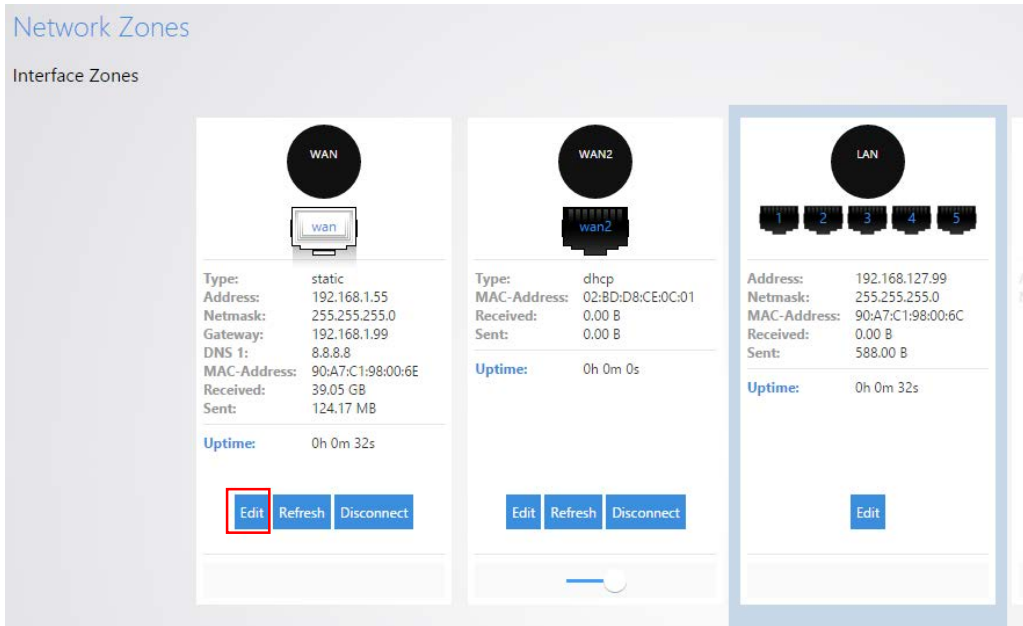 Network Zones
Interface Zones
WAN
wan
Type: static
Address: 192.168.1.55
Netmask: 255.255.255.0
Gateway: 192.168.1.99
DNS 1: 8.8.8.8
MAC-Address: 90:A7:C1:98:00:6E
Received: 39.05 GB
Sent: 124.17 MB
Uptime: 0h 0m 32s
Edit Refresh Disconnect
WAN2
wan2
Type: dhcp
MAC-Address: 02:BD:D8:CE:0C:01
Received: 0.00 B
Sent: 0.00 B
Uptime: 0h 0m 0s
Edit Refresh Disconnect
LAN
1 2 3 4 5
Address: 192.168.127.99
Netmask: 255.255.255.0
MAC-Address: 90:A7:C1:98:00:6C
Received: 0.00 B
Sent: 588.00 B
Uptime: 0h 0m 32s
Edit